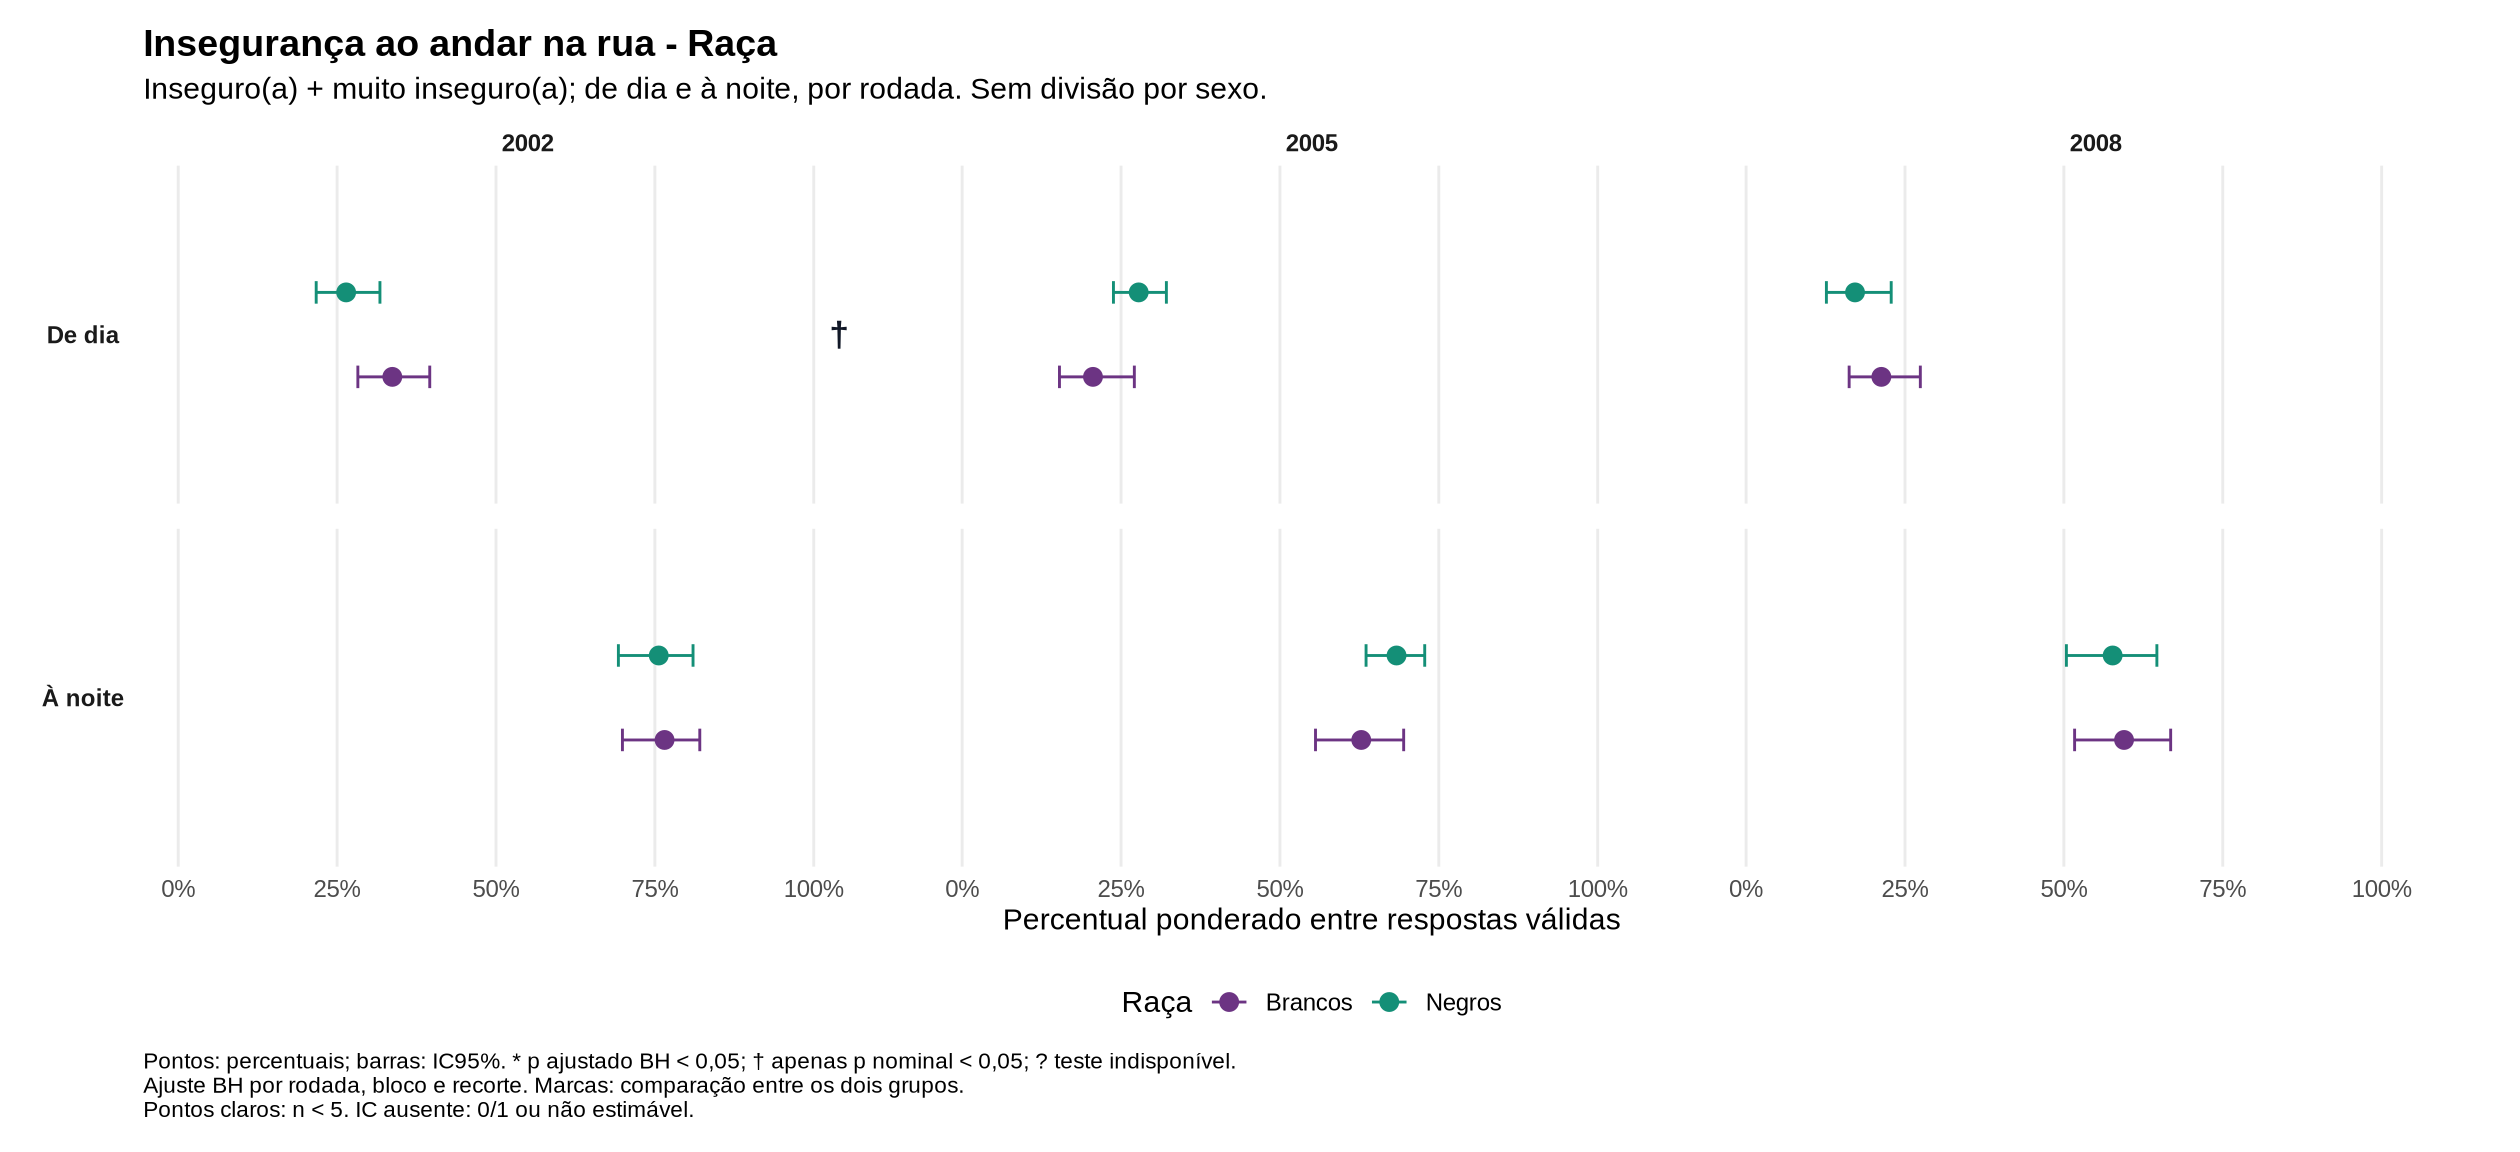 Insegurança ao andar na rua - Raça
Inseguro(a) + muito inseguro(a); de dia e à noite, por rodada. Sem divisão por sexo.
2002 2005 2008
De dia †
À noite
0% 25% 50% 75% 100% 0% 25% 50% 75% 100% 0% 25% 50% 75% 100%
Percentual ponderado entre respostas válidas
Raça Brancos Negros
Pontos: percentuais; barras: IC95%. * p ajustado BH < 0,05; † apenas p nominal < 0,05; ? teste indisponível.
Ajuste BH por rodada, bloco e recorte. Marcas: comparação entre os dois grupos.
Pontos claros: n < 5. IC ausente: 0/1 ou não estimável.